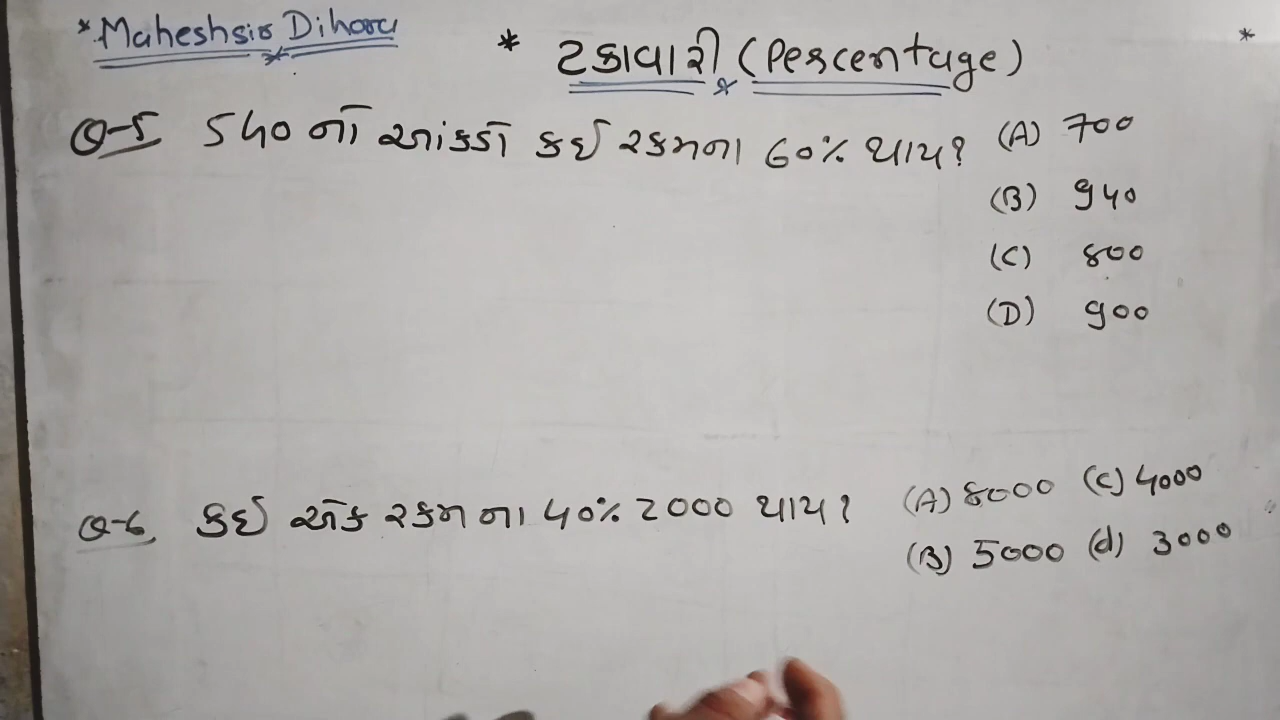 *Maheshsir Dihora
* ટકાવારી (Percentage) *
Q-5 540 નો આંકડો કઈ રકમના 60% થાય? (A) 700
(B) 940
(C) 800
(D) 900
Q-6, કઈ એક રકમના 40% 2000 થાય? (A) 8000 (C) 4000
(B) 5000 (d) 3000